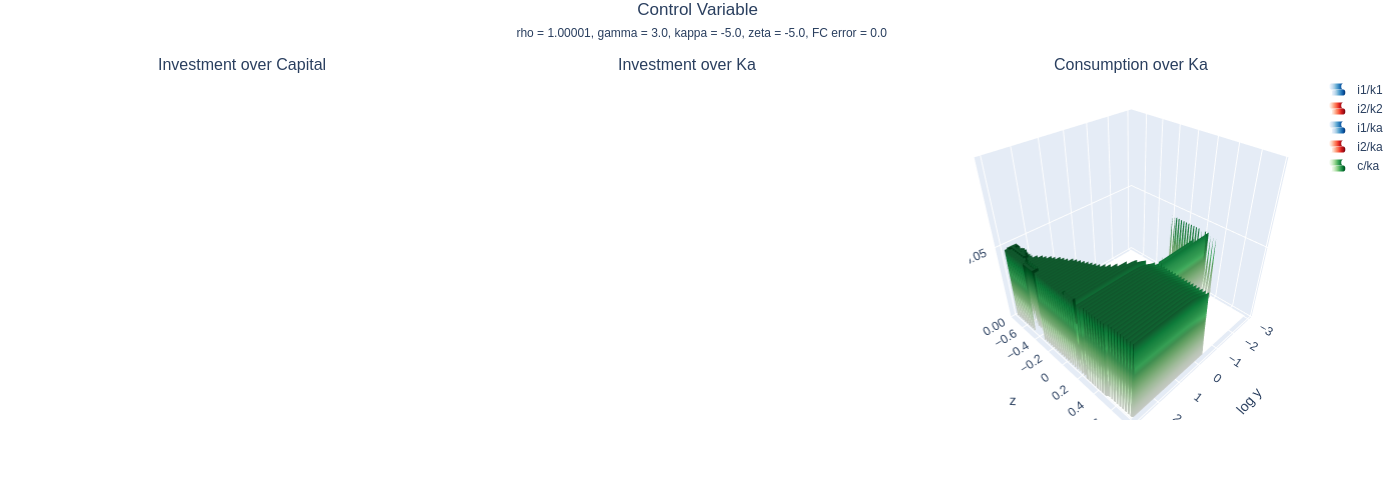 Control Variable
rho = 1.00001, gamma = 3.0, kappa = -5.0, zeta = -5.0, FC error = 0.0
Investment over Capital
Investment over Ka
Consumption over Ka
i1/k1
i2/k2
i1/ka
i2/ka
c/ka
.05
0.00
−0.6
−0.4
−0.2
0
0.2
0.4
z
−3
−2
−1
0
1
2
log y